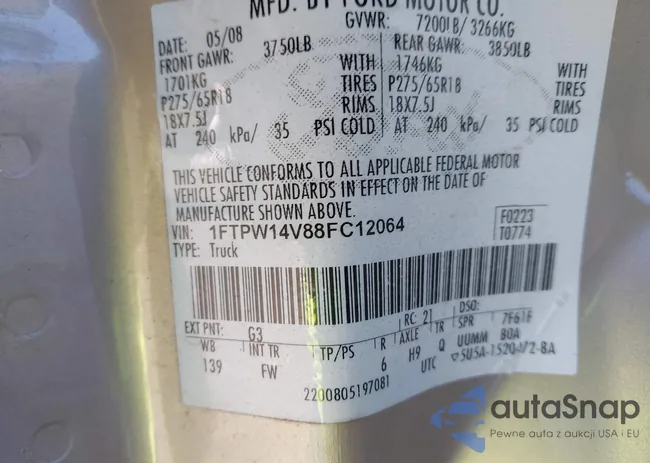 MFD. BY FORD MOTOR CO.
DATE: 05/08 GVWR: 7200LB/ 3266KG
FRONT GAWR: 3750LB REAR GAWR: 3850LB
1701KG WITH 1746KG WITH
P275/65R18 TIRES P275/65R18 TIRES
18X7.5J RIMS 18X7.5J RIMS
AT 240 kPa/ 35 PSI COLD AT 240 kPa/ 35 PSI COLD
THIS VEHICLE CONFORMS TO ALL APPLICABLE FEDERAL MOTOR
VEHICLE SAFETY STANDARDS IN EFFECT ON THE DATE OF
MANUFACTURE SHOWN ABOVE.
VIN: 1FTPW14V88FC12064
TYPE: Truck
F0223
T0774
EXT PNT: G3 RC: 21 DSO:
WB INT TR TP/PS R AXLE TR SPR 7F61F
139 FW 6 H9 Q UUMM 80A
UTC
2200805197081
autaSnap
Pewne auta z aukcji USA i EU